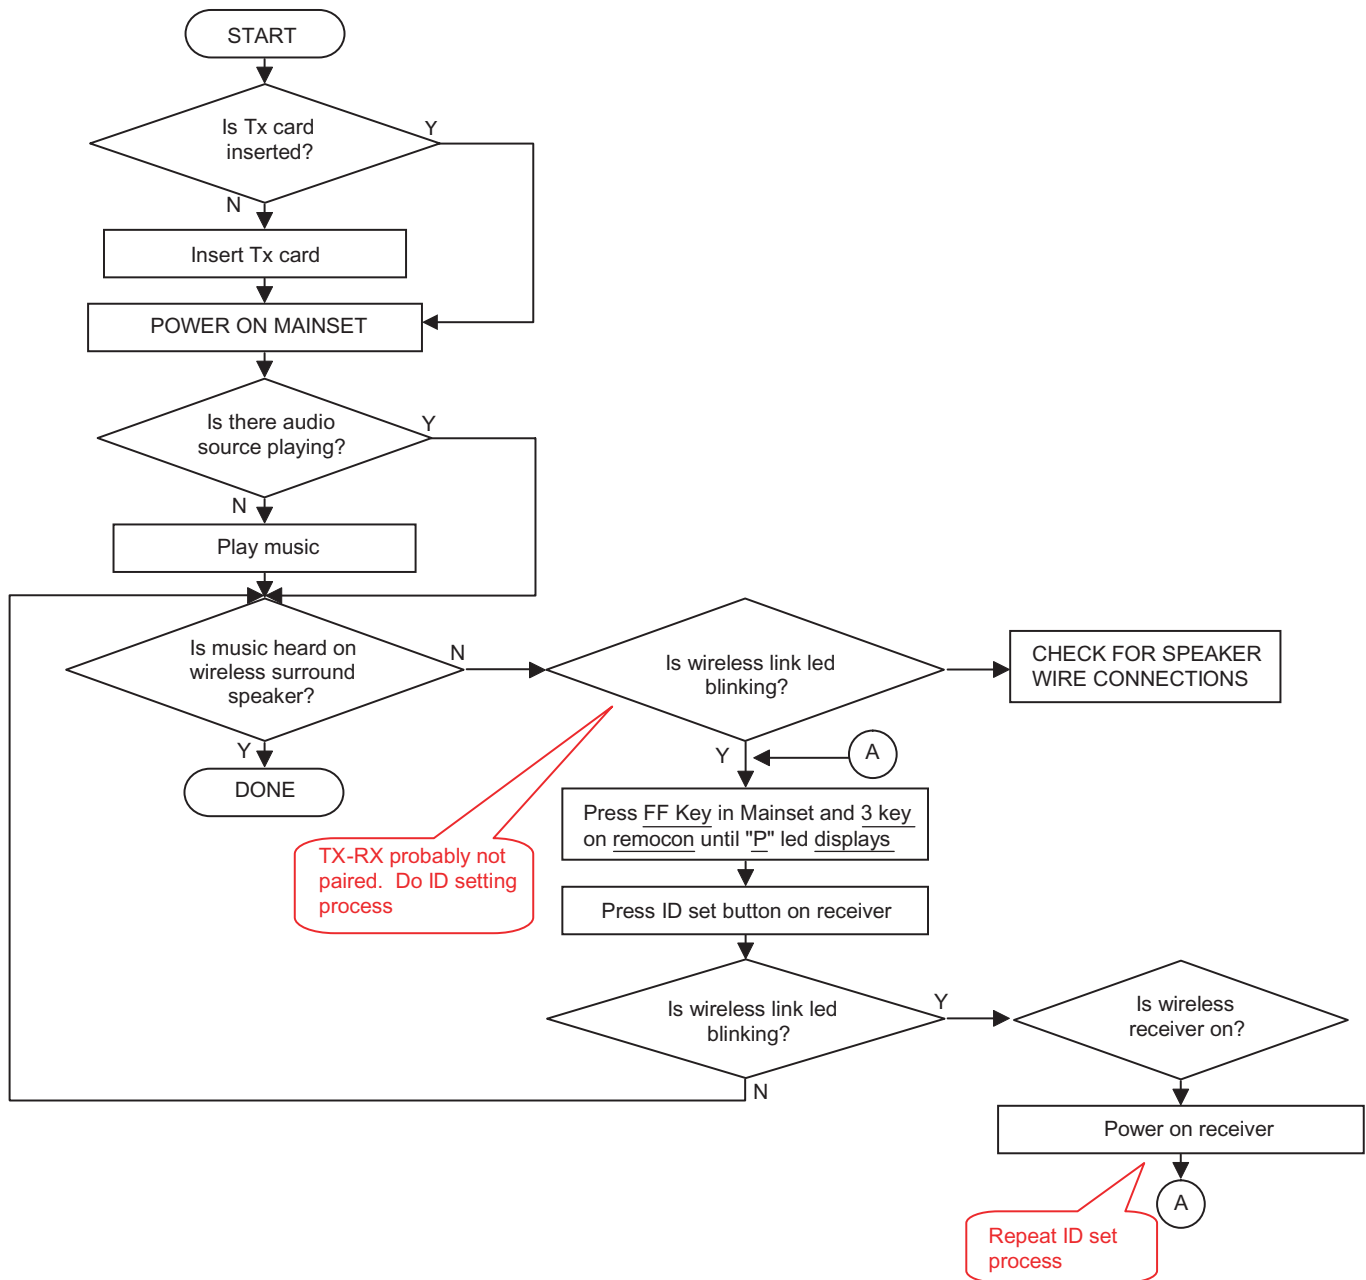 START
Is Tx card
inserted?
Y
N
Insert Tx card
POWER ON MAINSET
Is there audio
source playing?
Y
N
Play music
Is music heard on
wireless surround
speaker?
N
Y
DONE
Is wireless link led
blinking?
CHECK FOR SPEAKER
WIRE CONNECTIONS
Y
A
TX-RX probably not
paired. Do ID setting
process
Press FF Key in Mainset and 3 key
on remocon until "P" led displays
Press ID set button on receiver
Is wireless link led
blinking?
Y
N
Is wireless
receiver on?
Power on receiver
A
Repeat ID set
process